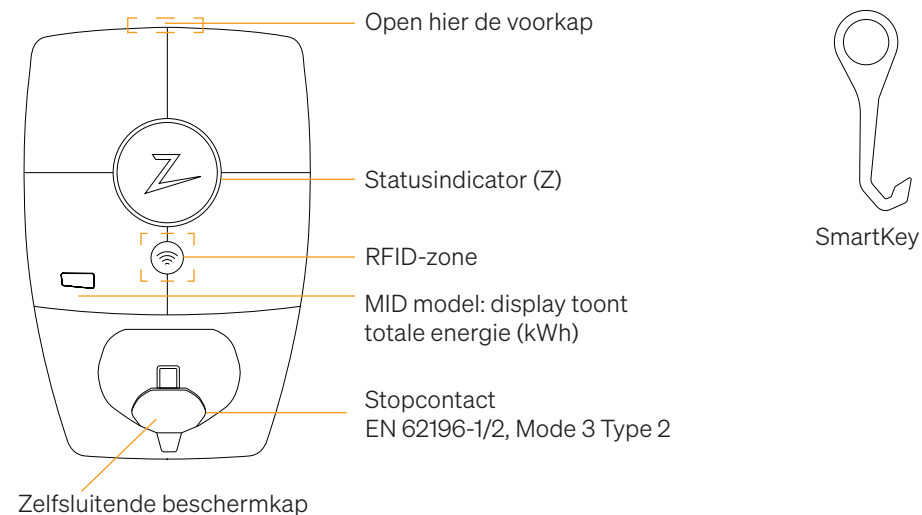 Open hier de voorkap
Statusindicator (Z)
SmartKey
RFID-zone
MID model: display toont
totale energie (kWh)
Stopcontact
EN 62196-1/2, Mode 3 Type 2
Zelfsluitende beschermkap